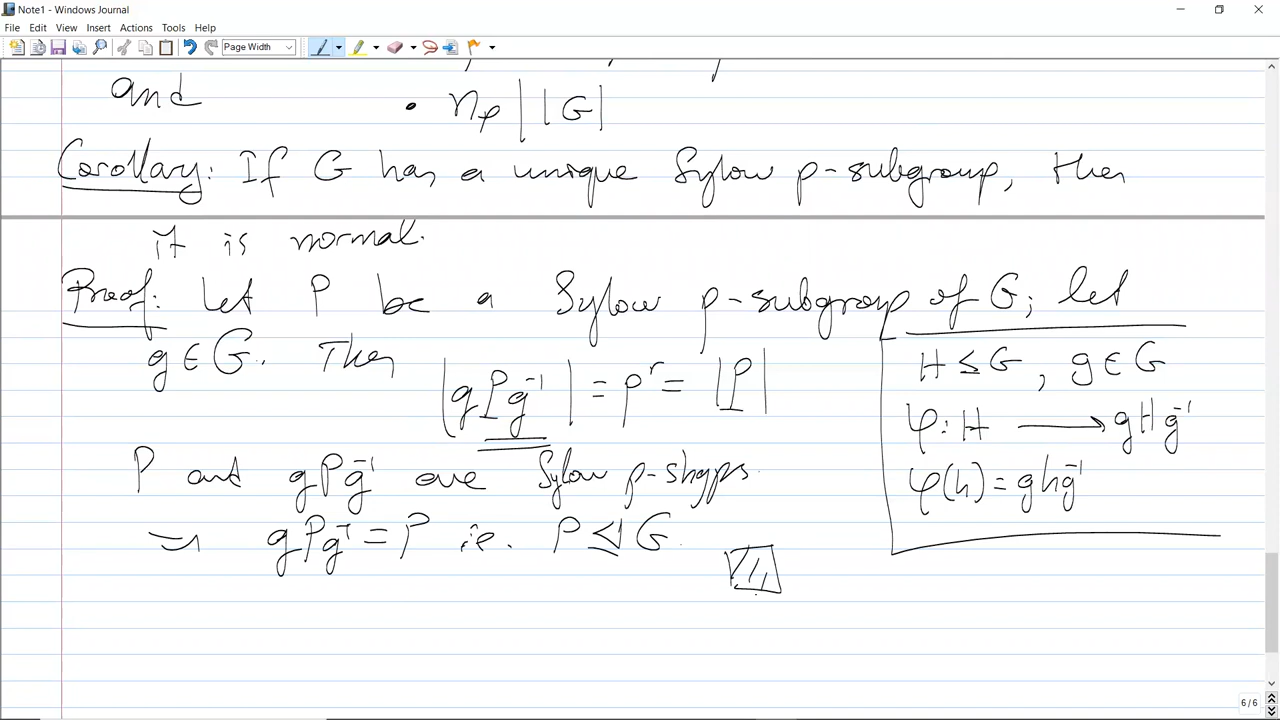 Note1 - Windows Journal
File Edit View Insert Actions Tools Help
Page Width
and • n_p | |G|
Corollary: If G has a unique Sylow p-subgroup, then
it is normal.
Proof: Let P be a Sylow p-subgroup of G; let
g ∈ G. Then |gPg⁻¹| = pʳ = |P|
P and gPg⁻¹ are Sylow p-sbgps.
⇒ gPg⁻¹ = P i.e. P ⊴ G.
H ≤ G, g ∈ G
φ: H ⟶ gHg⁻¹
φ(h) = ghg⁻¹
6 / 6